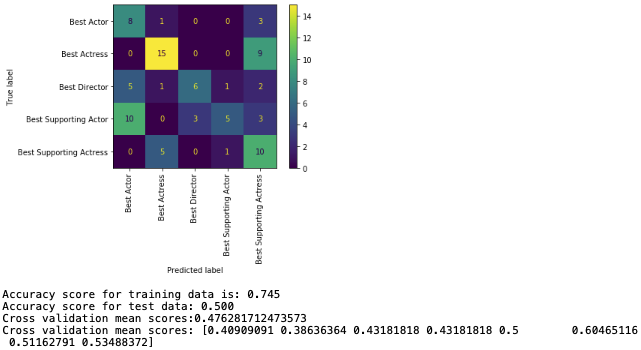 Best Actor 8 1 0 0 3
Best Actress 0 15 0 0 9
Best Director 5 1 6 1 2
Best Supporting Actor 10 0 3 5 3
Best Supporting Actress 0 5 0 1 10
True label
Best Actor
Best Actress
Best Director
Best Supporting Actor
Best Supporting Actress
Predicted label
14
12
10
8
6
4
2
0
Accuracy score for training data is: 0.745
Accuracy score for test data: 0.500
Cross validation mean scores:0.476281712473573
Cross validation mean scores: [0.40909091 0.38636364 0.43181818 0.43181818 0.5 0.60465116
0.51162791 0.53488372]